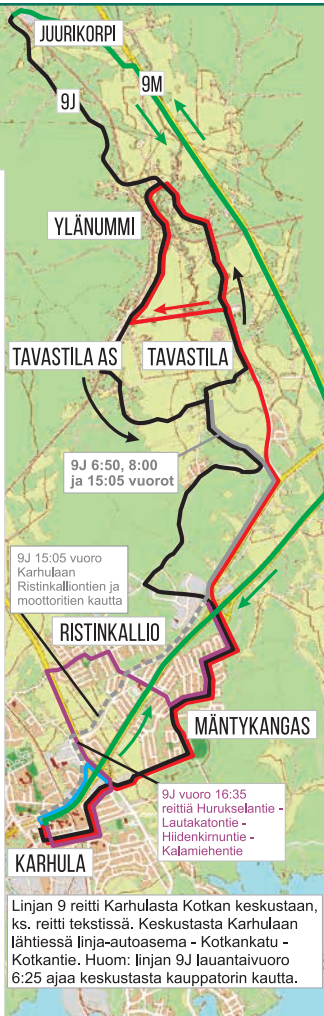 JUURIKORPI
9J
9M
YLÄNUMMI
TAVASTILA AS
TAVASTILA
9J 6:50, 8:00
ja 15:05 vuorot
9J 15:05 vuoro
Karhulaan
Ristinkalliontien ja
moottoritien kautta
RISTINKALLIO
MÄNTYKANGAS
9J vuoro 16:35
reittiä Hurukselantie -
Lautakatontie -
Hiidenkirnuntie -
Kalamiehentie
KARHULA
Linjan 9 reitti Karhulasta Kotkan keskustaan,
ks. reitti tekstissä. Keskustasta Karhulaan
lähtiessä linja-autoasema - Kotkankatu -
Kotkantie. Huom: linjan 9J lauantaivuoro
6:25 ajaa keskustasta kauppatorin kautta.